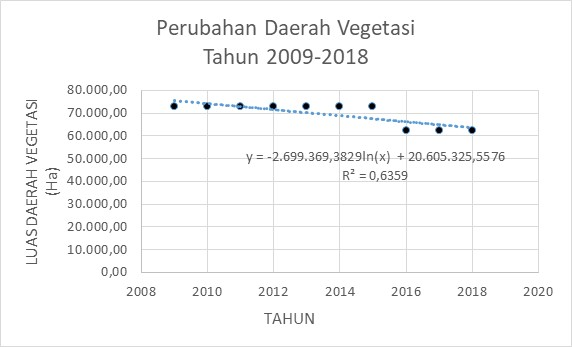 Perubahan Daerah Vegetasi
Tahun 2009-2018
LUAS DAERAH VEGETASI
(Ha)
80.000,00
70.000,00
60.000,00
50.000,00
40.000,00
30.000,00
20.000,00
10.000,00
0,00
y = -2.699.369,3829ln(x) + 20.605.325,5576
R² = 0,6359
2008 2010 2012 2014 2016 2018 2020
TAHUN